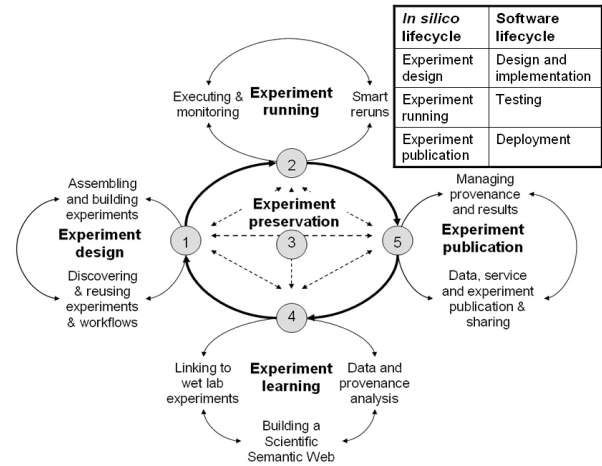 In silico lifecycle
Software lifecycle
Experiment design
Design and implementation
Experiment running
Testing
Experiment publication
Deployment
Executing &
monitoring
Experiment
running
Smart
reruns
2
Assembling
and building
experiments
Experiment
design
1
Discovering
& reusing
experiments
& workflows
Experiment
preservation
3
Managing
provenance
and results
5
Experiment
publication
Data, service
and experiment
publication &
sharing
4
Linking to
wet lab
experiments
Experiment
learning
Data and
provenance
analysis
Building a
Scientific
Semantic Web